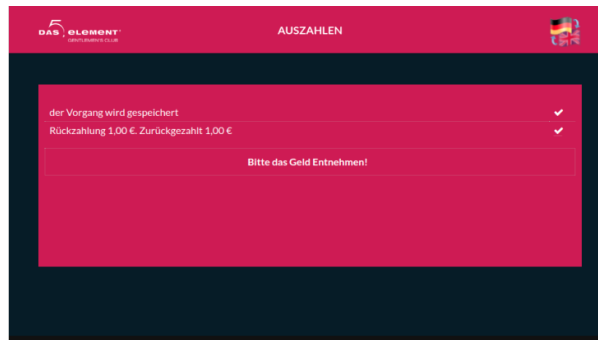 DAS 5 ELEMENT
GENTLEMEN'S CLUB
AUSZAHLEN
der Vorgang wird gespeichert
Rückzahlung 1,00 €. Zurückgezahlt 1,00 €
Bitte das Geld Entnehmen!